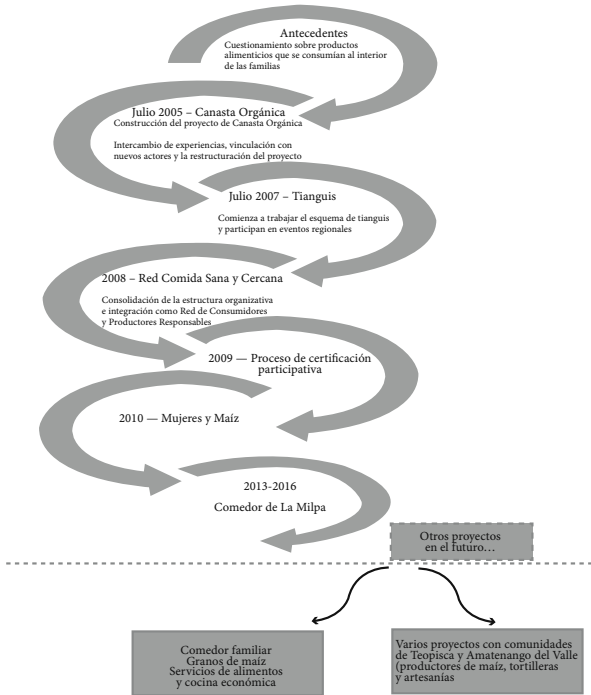 Antecedentes
Cuestionamiento sobre productos
alimenticios que se consumían al interior
de las familias
Julio 2005 – Canasta Orgánica
Construcción del proyecto de Canasta Orgánica
Intercambio de experiencias, vinculación con
nuevos actores y la restructuración del proyecto
Julio 2007 – Tianguis
Comienza a trabajar el esquema de tianguis
y participan en eventos regionales
2008 – Red Comida Sana y Cercana
Consolidación de la estructura organizativa
e integración como Red de Consumidores
y Productores Responsables
2009 — Proceso de certificación
participativa
2010 — Mujeres y Maíz
2013-2016
Comedor de La Milpa
Otros proyectos
en el futuro…
Comedor familiar
Granos de maíz
Servicios de alimentos
y cocina económica
Varios proyectos con comunidades
de Teopisca y Amatenango del Valle
(productores de maíz, tortilleras
y artesanías